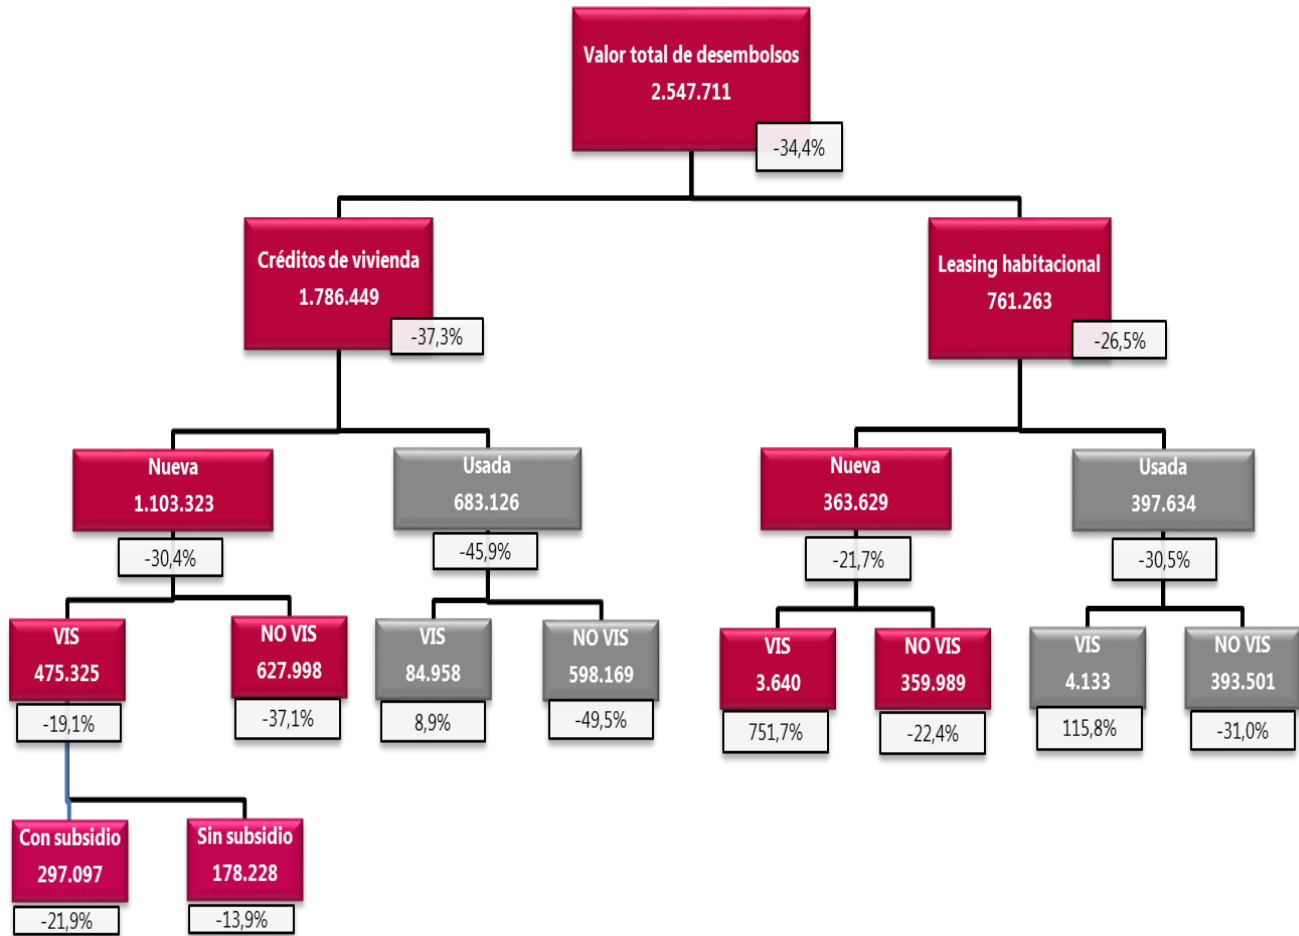 Valor total de desembolsos
2.547.711
-34,4%
Créditos de vivienda
1.786.449
-37,3%
Leasing habitacional
761.263
-26,5%
Nueva
1.103.323
-30,4%
Usada
683.126
-45,9%
Nueva
363.629
-21,7%
Usada
397.634
-30,5%
VIS
475.325
-19,1%
NO VIS
627.998
-37,1%
VIS
84.958
8,9%
NO VIS
598.169
-49,5%
VIS
3.640
751,7%
NO VIS
359.989
-22,4%
VIS
4.133
115,8%
NO VIS
393.501
-31,0%
Con subsidio
297.097
-21,9%
Sin subsidio
178.228
-13,9%